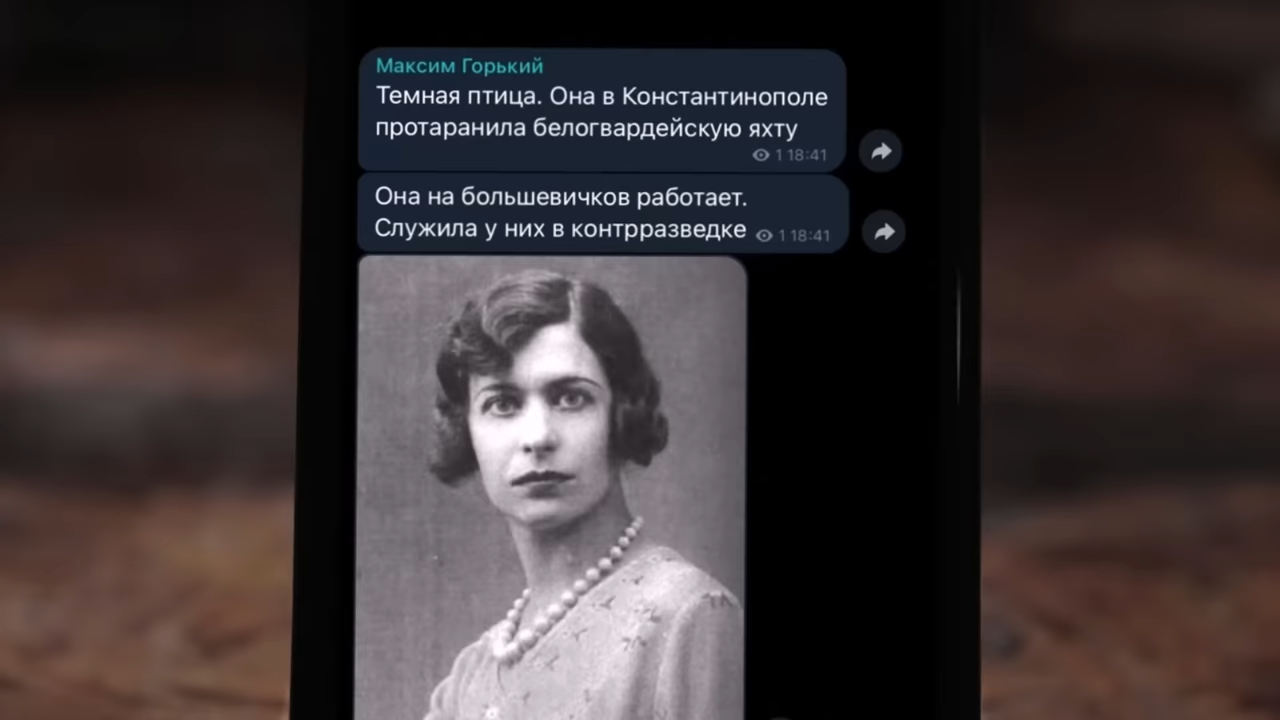 Максим Горький
Темная птица. Она в Константинополе
протаранила белогвардейскую яхту
1 18:41
Она на большевичков работает.
Служила у них в контрразведке 1 18:41